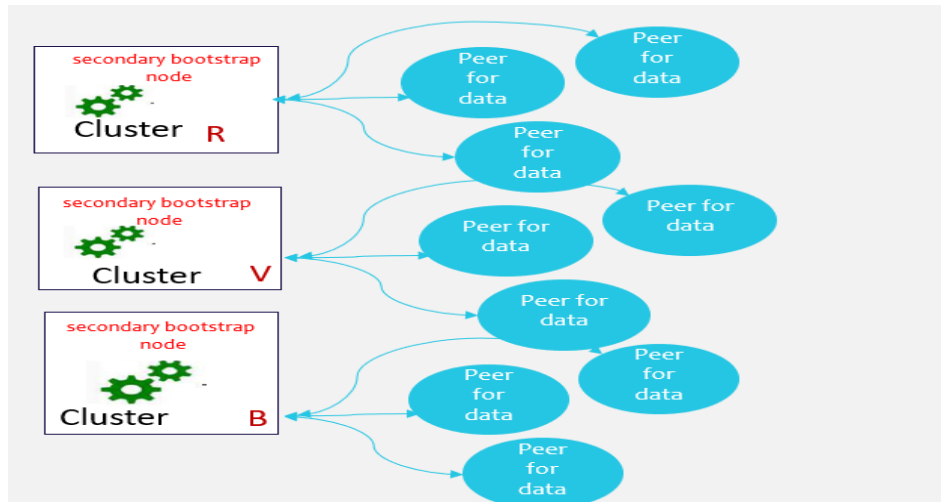 secondary bootstrap
node
Cluster R
Peer
for
data
Peer
for
data
Peer
for
data
secondary bootstrap
node
Cluster V
Peer for
data
Peer for
data
Peer for
data
secondary bootstrap
node
Cluster B
Peer
for
data
Peer
for
data
Peer
for
data